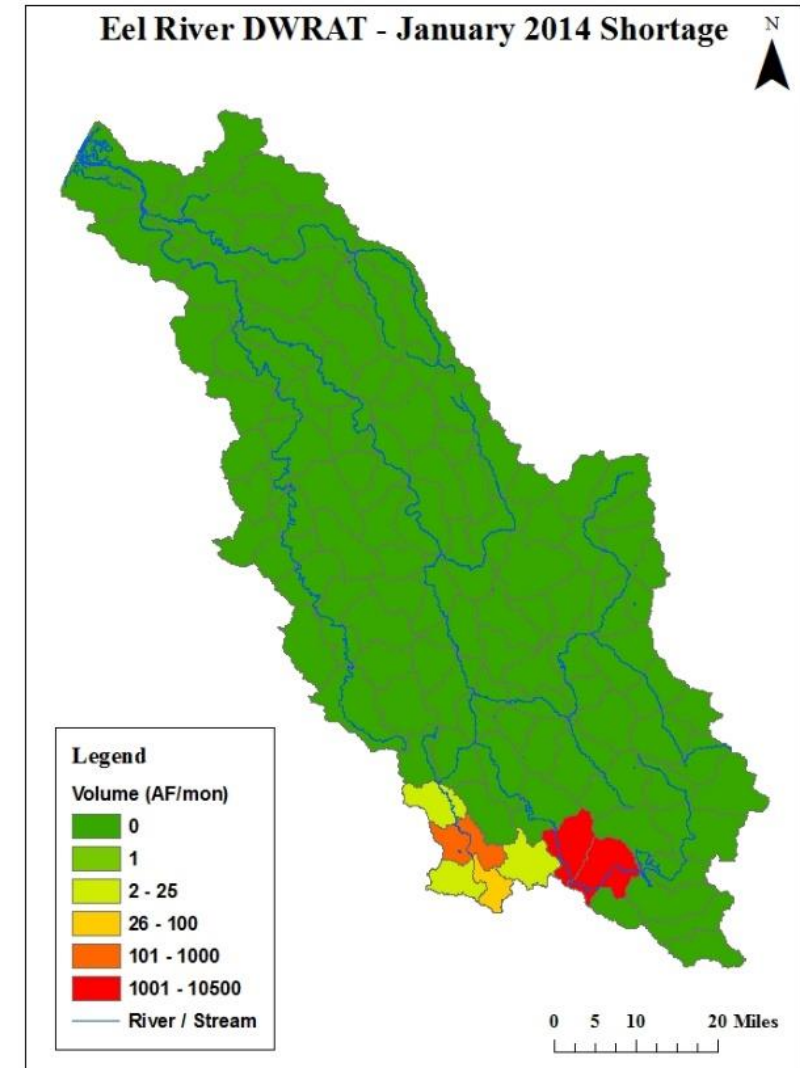 Eel River DWRAT - January 2014 Shortage
N
Legend
Volume (AF/mon)
0
1
2 - 25
26 - 100
101 - 1000
1001 - 10500
River / Stream
0 5 10 20 Miles